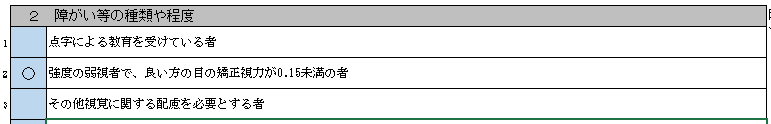 ２　障がい等の種類や程度
1 点字による教育を受けている者
2 ○ 強度の弱視者で、良い方の目の矯正視力が0.15未満の者
3 その他視覚に関する配慮を必要とする者